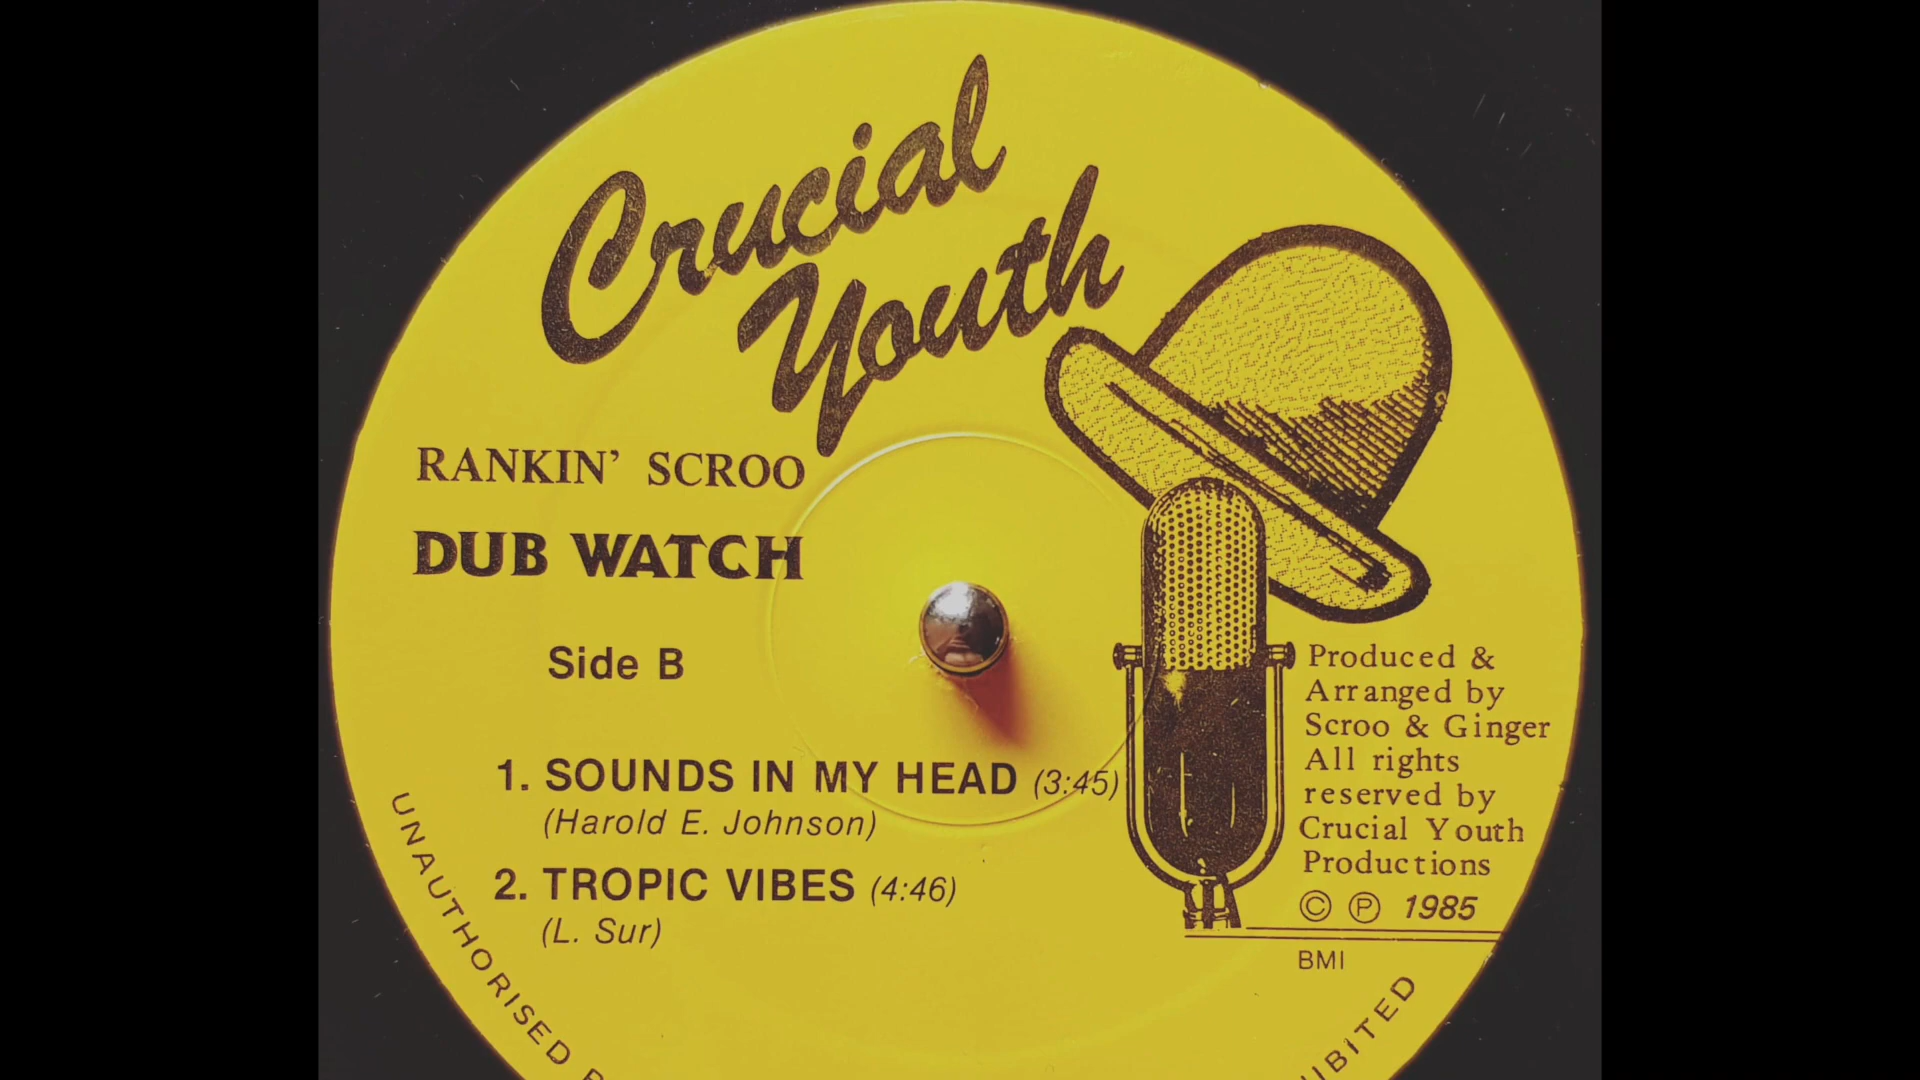 Crucial
Youth
RANKIN’ SCROO
DUB WATCH
Side B
1. SOUNDS IN MY HEAD (3:45)
(Harold E. Johnson)
2. TROPIC VIBES (4:46)
(L. Sur)
Produced &
Arranged by
Scroo & Ginger
All rights
reserved by
Crucial Youth
Productions
© ℗ 1985
BMI
UNAUTHORISED